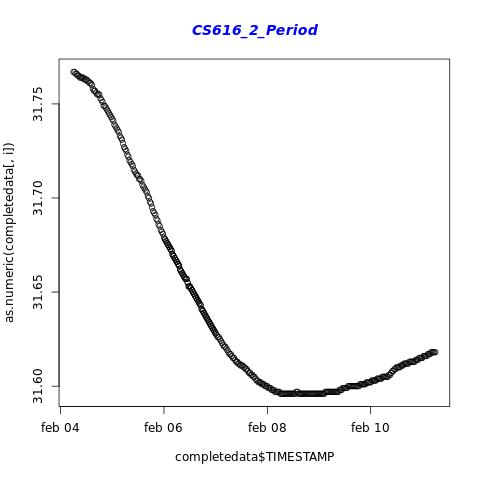 CS616_2_Period
as.numeric(completedata[, i])
31.75
31.70
31.65
31.60
feb 04
feb 06
feb 08
feb 10
completedata$TIMESTAMP